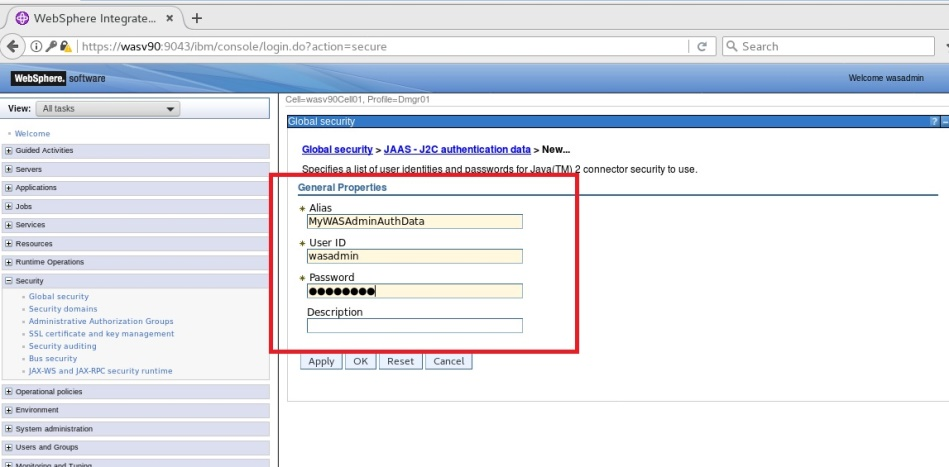 WebSphere Integrate...
https://wasv90:9043/ibm/console/login.do?action=secure
Search
WebSphere. software
Welcome wasadmin
View: All tasks
Cell=wasv90Cell01, Profile=Dmgr01
Global security
Welcome
Guided Activities
Servers
Applications
Jobs
Services
Resources
Runtime Operations
Security
Global security
Security domains
Administrative Authorization Groups
SSL certificate and key management
Security auditing
Bus security
JAX-WS and JAX-RPC security runtime
Operational policies
Environment
System administration
Users and Groups
Monitoring and Tuning
Global security > JAAS - J2C authentication data > New...
Specifies a list of user identities and passwords for Java(TM) 2 connector security to use.
General Properties
* Alias
MyWASAdminAuthData
* User ID
wasadmin
* Password
●●●●●●●●
Description
Apply OK Reset Cancel